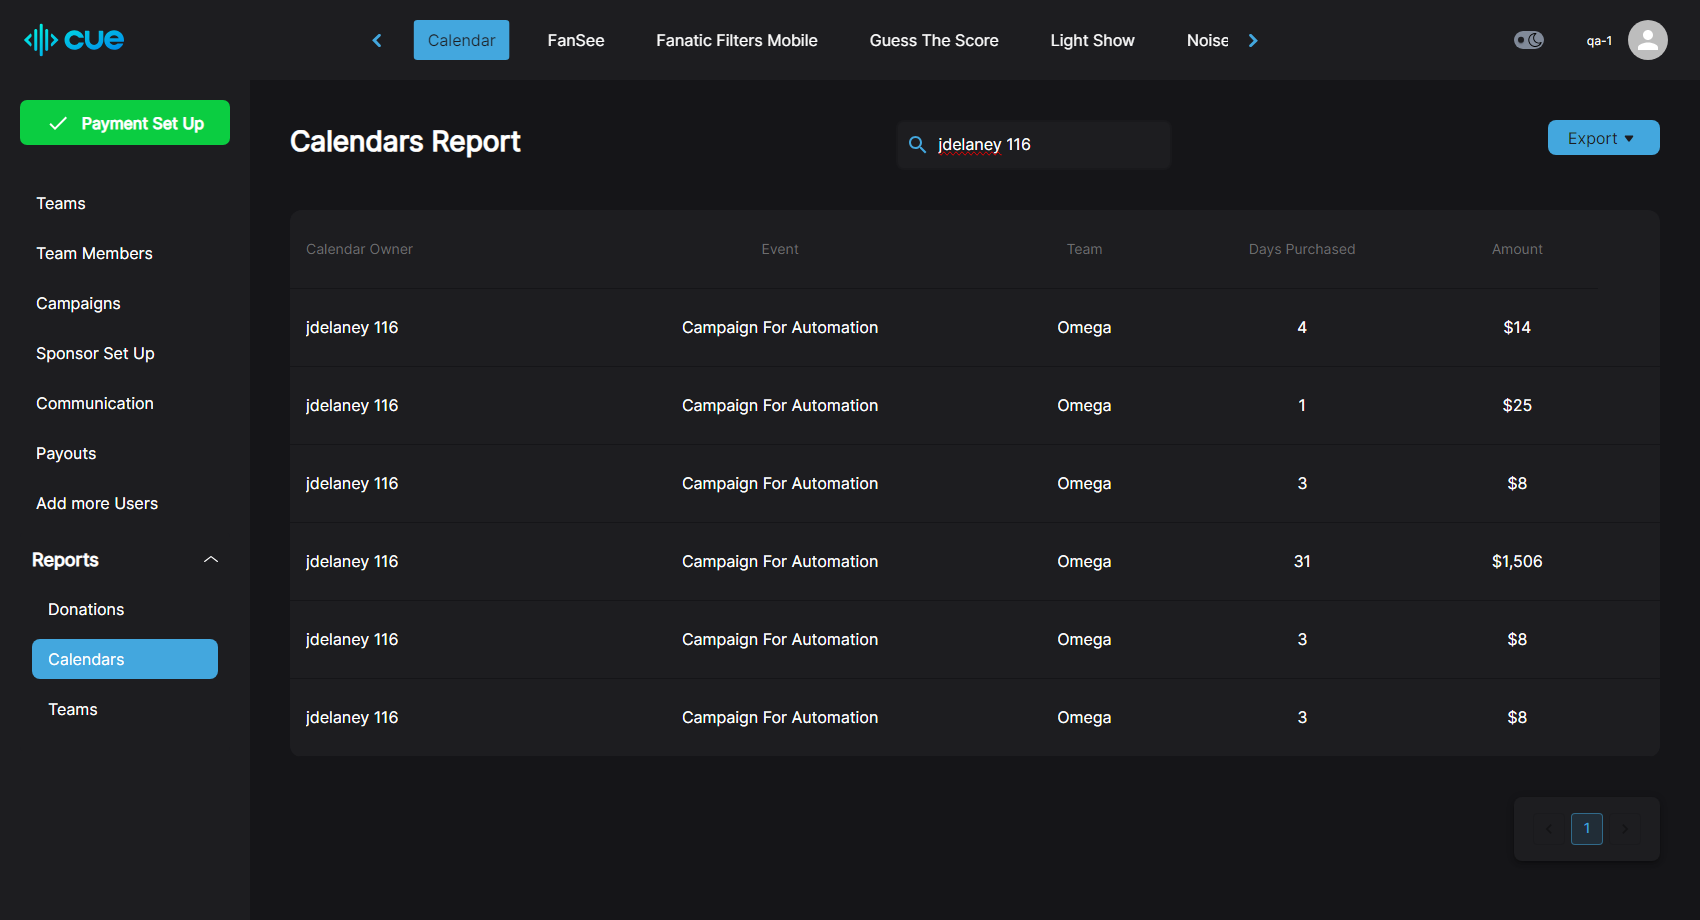 cue
Calendar FanSee Fanatic Filters Mobile Guess The Score Light Show Noise
qa-1
Payment Set Up
Teams
Team Members
Campaigns
Sponsor Set Up
Communication
Payouts
Add more Users
Reports
Donations
Calendars
Teams
Calendars Report
jdelaney 116
Export
Calendar Owner Event Team Days Purchased Amount
jdelaney 116 Campaign For Automation Omega 4 $14
jdelaney 116 Campaign For Automation Omega 1 $25
jdelaney 116 Campaign For Automation Omega 3 $8
jdelaney 116 Campaign For Automation Omega 31 $1,506
jdelaney 116 Campaign For Automation Omega 3 $8
jdelaney 116 Campaign For Automation Omega 3 $8
1